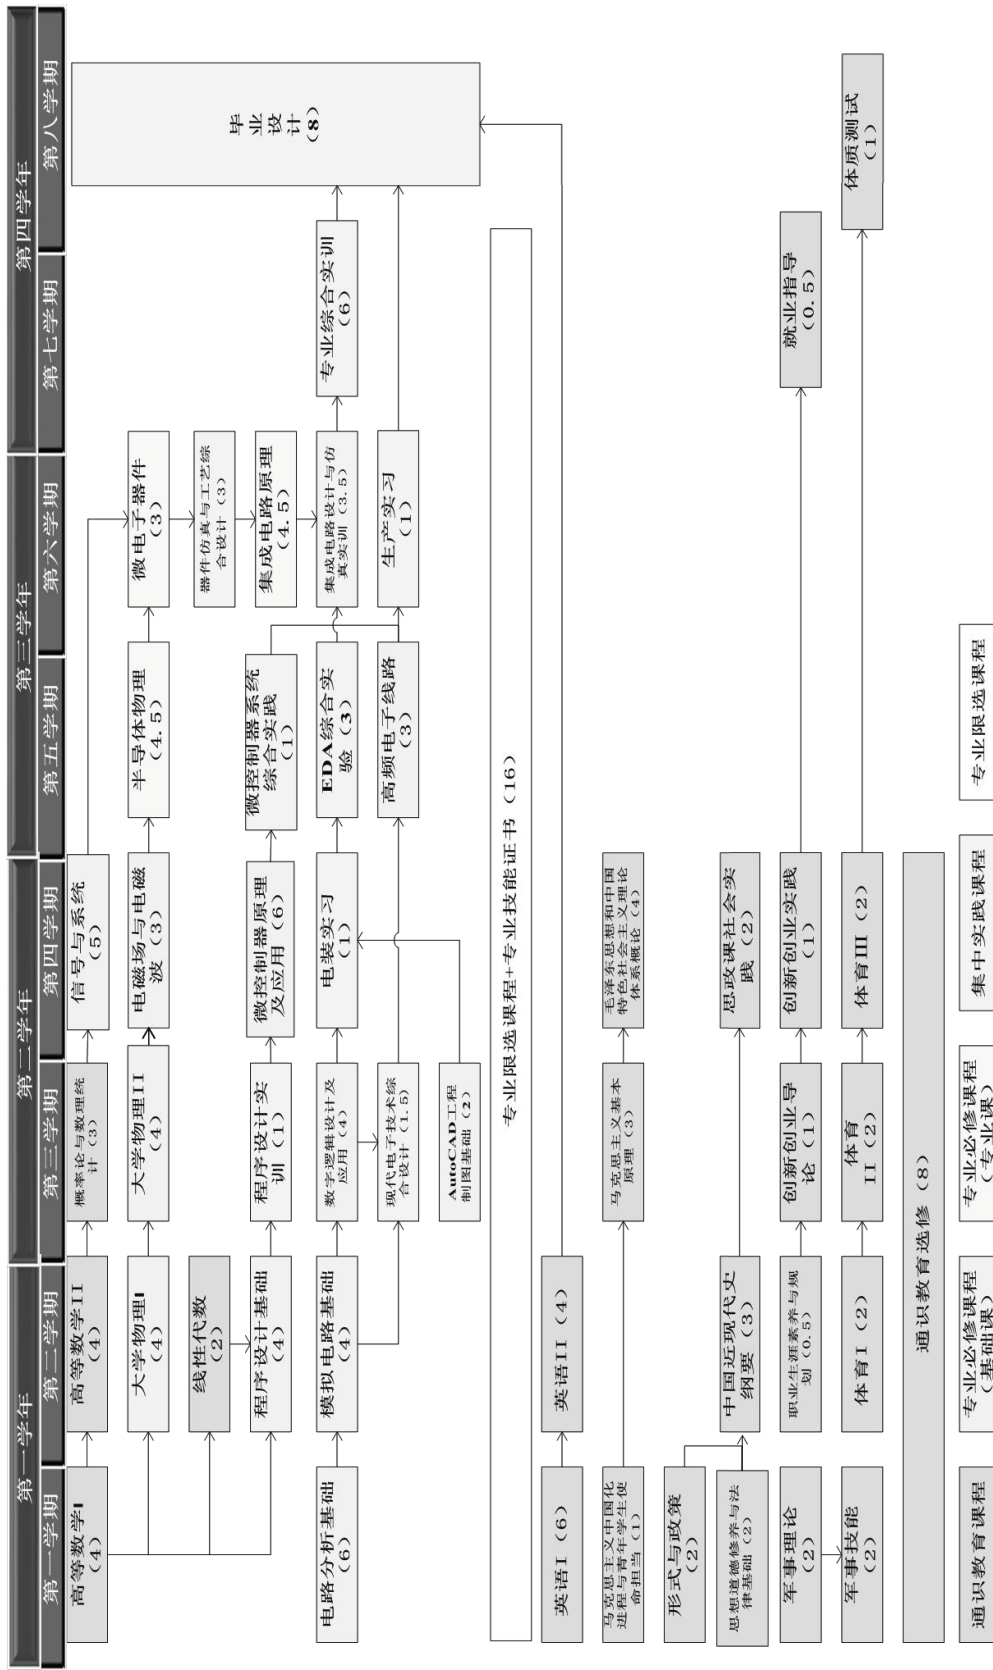 第一学年
第二学年
第三学年
第四学年
第一学期
第二学期
第三学期
第四学期
第五学期
第六学期
第七学期
第八学期
高等数学I
（4）
高等数学II
（4）
概率论与数理统
计（3）
信号与系统
（5）
大学物理I
（4）
大学物理II
（4）
电磁场与电磁
波（3）
半导体物理
（4.5）
微电子器件
（3）
线性代数
（2）
器件仿真与工艺综
合设计（3）
程序设计基础
（4）
程序设计实
训（1）
微控制器原理
及应用（6）
微控制器系统
综合实践
（1）
集成电路原理
（4.5）
电路分析基础
（6）
模拟电路基础
（4）
数字逻辑设计及
应用（4）
电装实习
（1）
EDA综合实
验（3）
集成电路设计与仿
真实训（3.5）
专业综合实训
（6）
毕
业
设
计
（8）
现代电子技术综
合设计（1.5）
高频电子线路
（3）
生产实习
（1）
AutoCAD工程
制图基础（2）
专业限选课程+专业技能证书（16）
英语I（6）
英语II（4）
马克思主义中国化
进程与青年学生使
命担当（1）
马克思主义基本
原理（3）
毛泽东思想和中国
特色社会主义理论
体系概论（4）
形式与政策
（2）
思想道德修养与法
律基础（2）
中国近现代史
纲要（3）
思政课社会实
践（2）
军事理论
（2）
职业生涯素养与规
划（0.5）
创新创业导
论（1）
创新创业实践
（1）
就业指导
（0.5）
军事技能
（2）
体育I（2）
体育
II（2）
体育III（2）
体质测试
（1）
通识教育选修（8）
通识教育课程
专业必修课程
（基础课）
专业必修课程
（专业课）
集中实践课程
专业限选课程